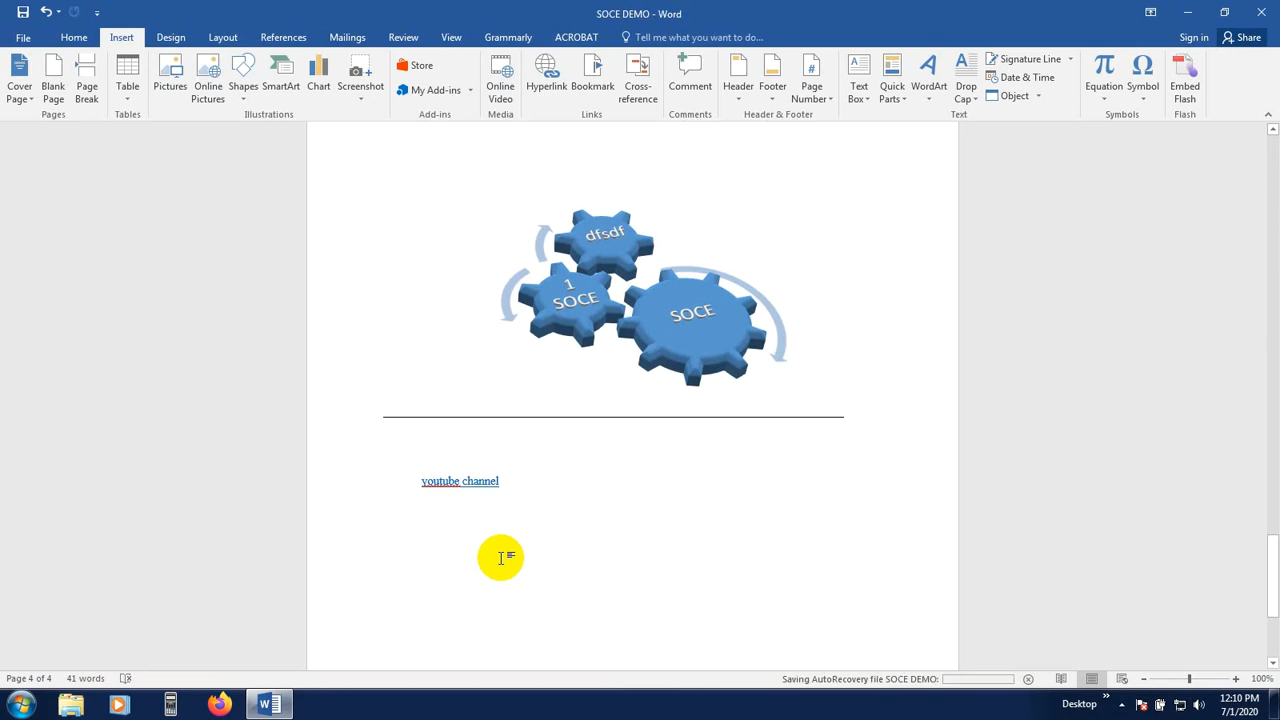 SOCE DEMO - Word
File Home Insert Design Layout References Mailings Review View Grammarly ACROBAT Tell me what you want to do... Sign in Share
Cover Page
Blank Page
Page Break
Table
Pictures
Online Pictures
Shapes
SmartArt
Chart
Screenshot
Store
My Add-ins
Online Video
Hyperlink
Bookmark
Cross-reference
Comment
Header
Footer
Page Number
Text Box
Quick Parts
WordArt
Drop Cap
Signature Line
Date & Time
Object
Equation
Symbol
Embed Flash
Pages Tables Illustrations Add-ins Media Links Comments Header & Footer Text Symbols Flash
dfsdf
1
SOCE
SOCE
youtube channel
Page 4 of 4 41 words Saving AutoRecovery file SOCE DEMO: 100%
Desktop
12:10 PM
7/1/2020